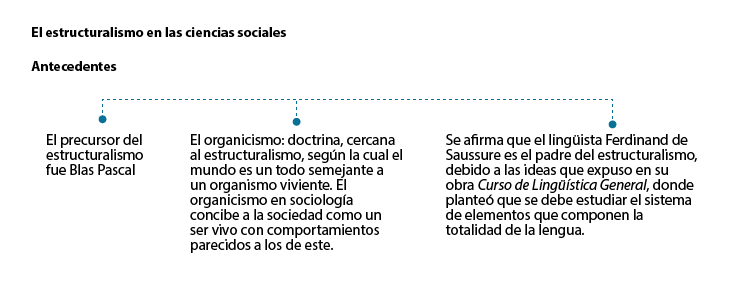 El estructuralismo en las ciencias sociales
Antecedentes
El precursor del
estructuralismo
fue Blas Pascal
El organicismo: doctrina, cercana
al estructuralismo, según la cual el
mundo es un todo semejante a
un organismo viviente. El
organicismo en sociología
concibe a la sociedad como un
ser vivo con comportamientos
parecidos a los de este.
Se afirma que el lingüista Ferdinand de
Saussure es el padre del estructuralismo,
debido a las ideas que expuso en su
obra Curso de Lingüística General, donde
planteó que se debe estudiar el sistema
de elementos que componen la
totalidad de la lengua.